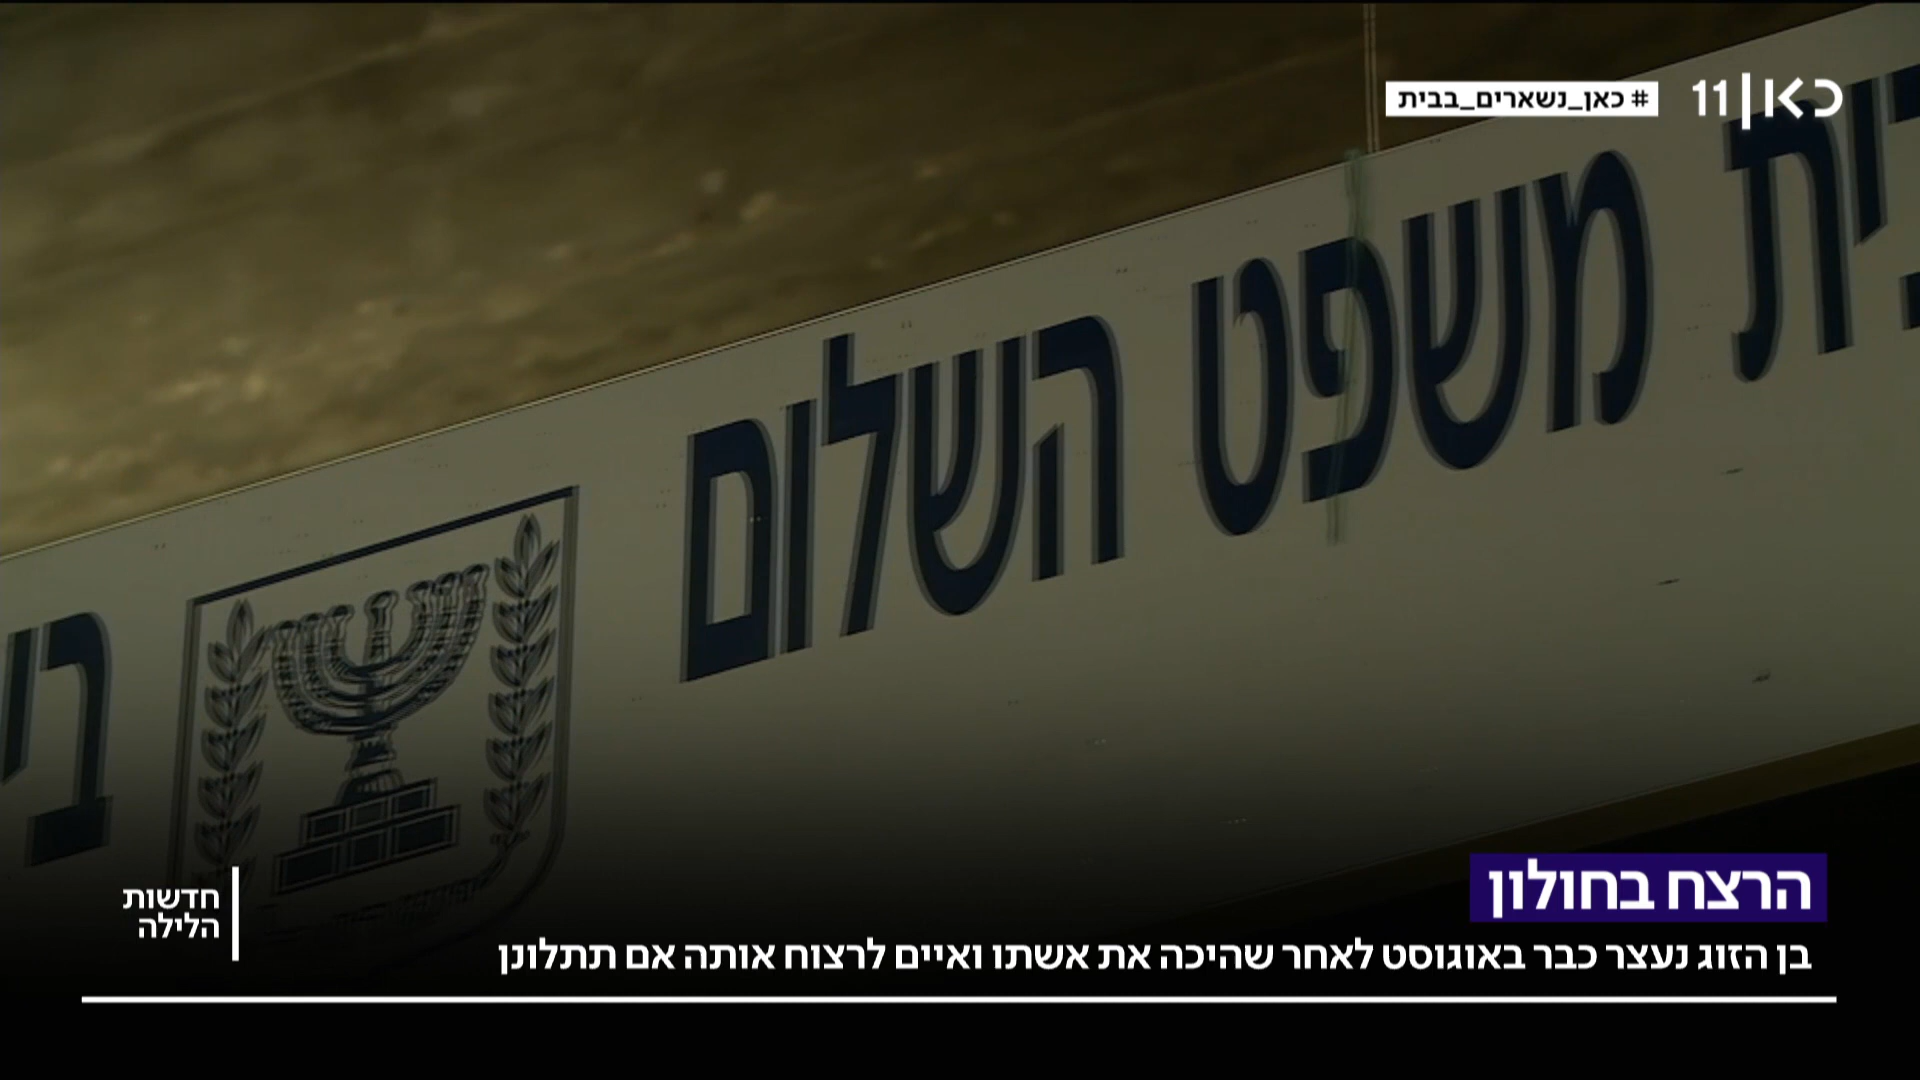 # כאן_נשארים_בבית
כאן 11
בית משפט השלום
הרצח בחולון
בן הזוג נעצר כבר באוגוסט לאחר שהיכה את אשתו ואיים לרצוח אותה אם תתלונן
חדשות
הלילה